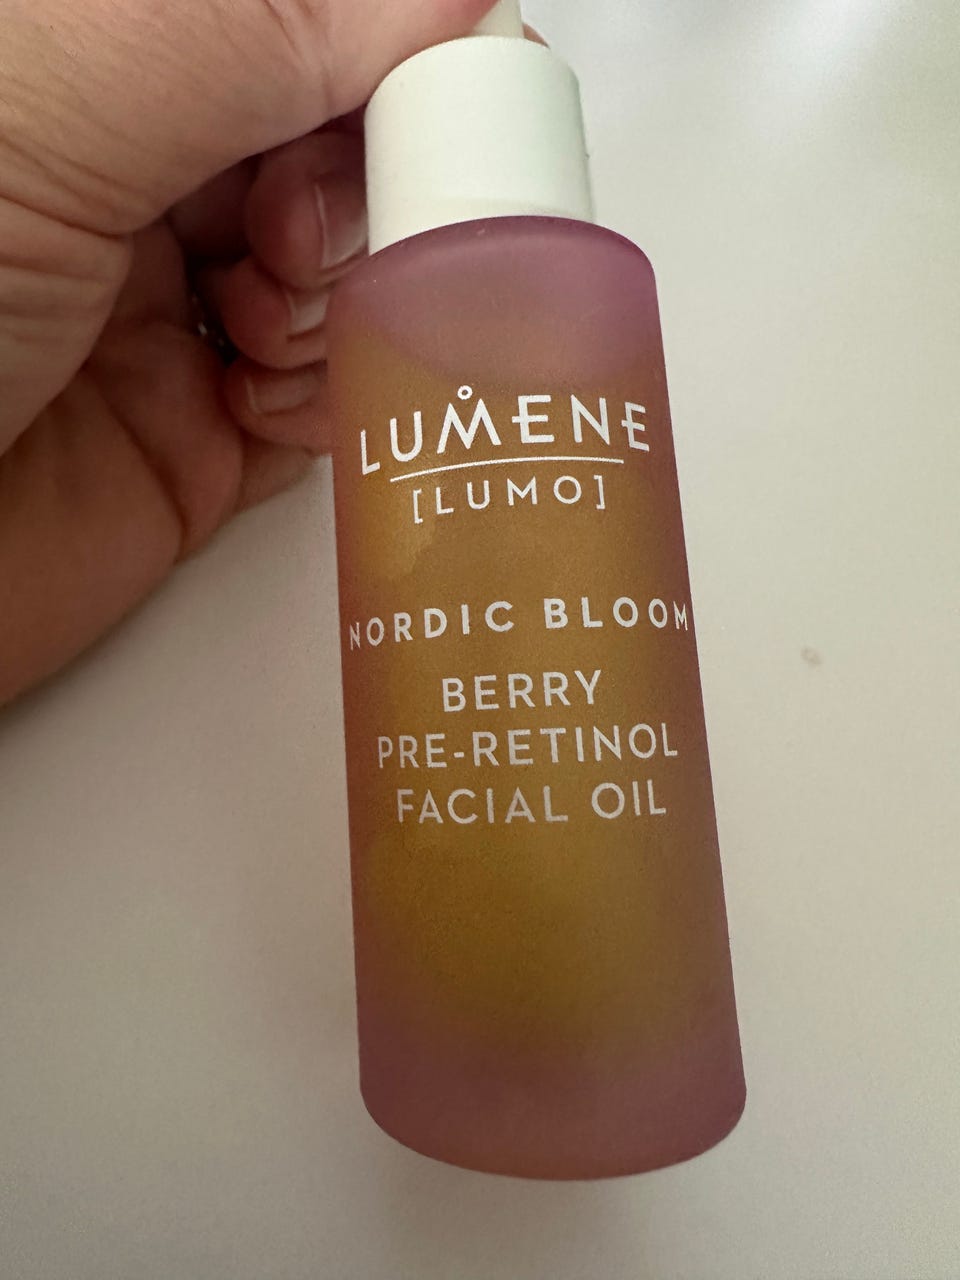 LUMENE
[LUMO]
NORDIC BLOOM
BERRY
PRE-RETINOL
FACIAL OIL